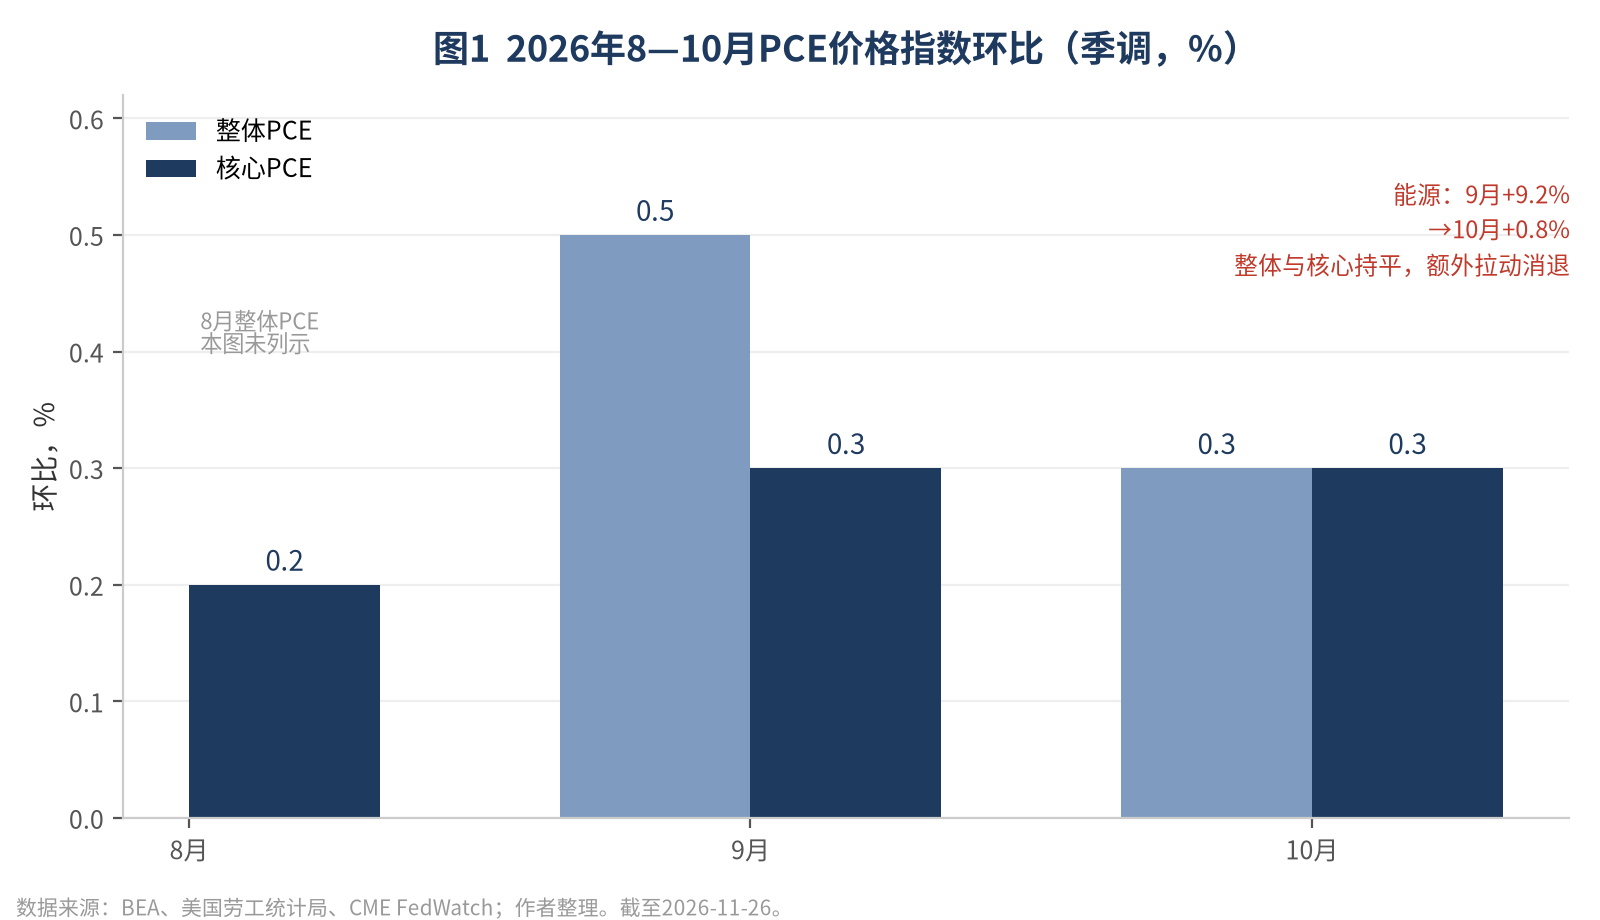 图1 2026年8—10月PCE价格指数环比（季调，%）
整体PCE
核心PCE
能源：9月+9.2%
→10月+0.8%
整体与核心持平，额外拉动消退
8月整体PCE
本图未列示
环比，%
0.6
0.5
0.4
0.3
0.2
0.1
0.0
0.2
0.5
0.3
0.3
0.3
8月
9月
10月
数据来源：BEA、美国劳工统计局、CME FedWatch；作者整理。截至2026-11-26。